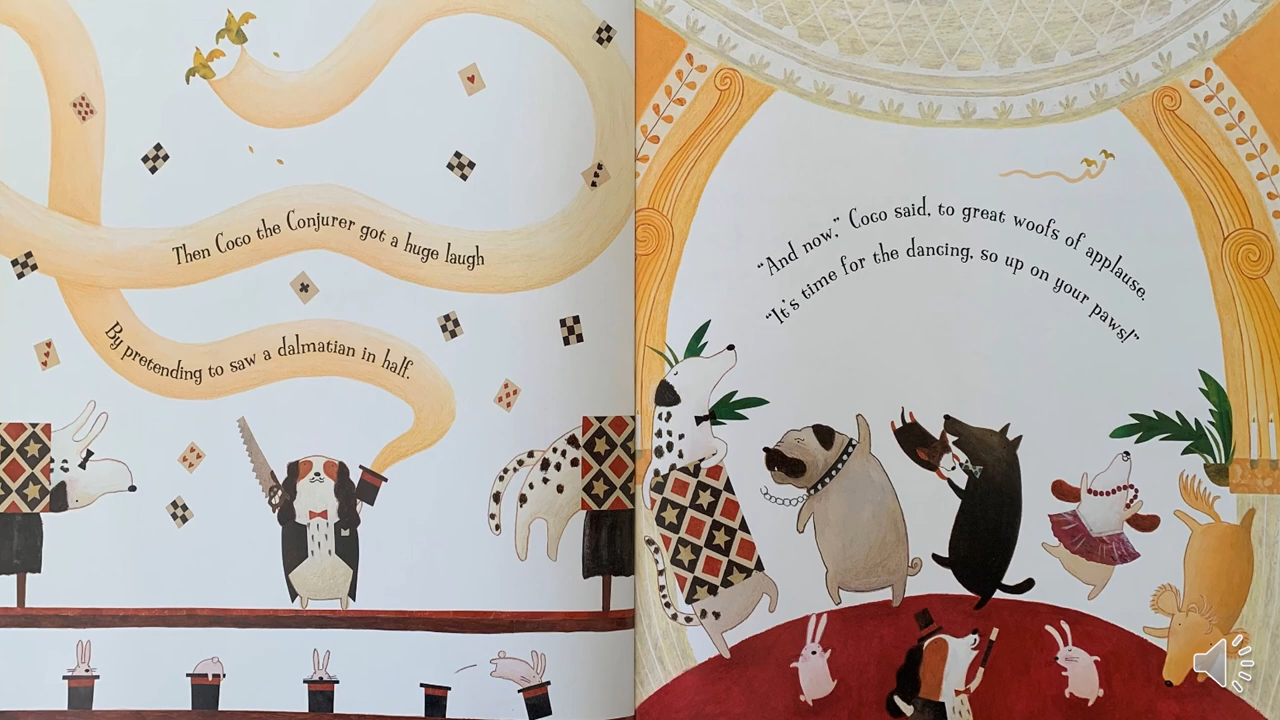 Then Coco the Conjurer got a huge laugh
By pretending to saw a dalmatian in half.
“And now,” Coco said, to great woofs of applause.
“It's time for the dancing, so up on your paws!”